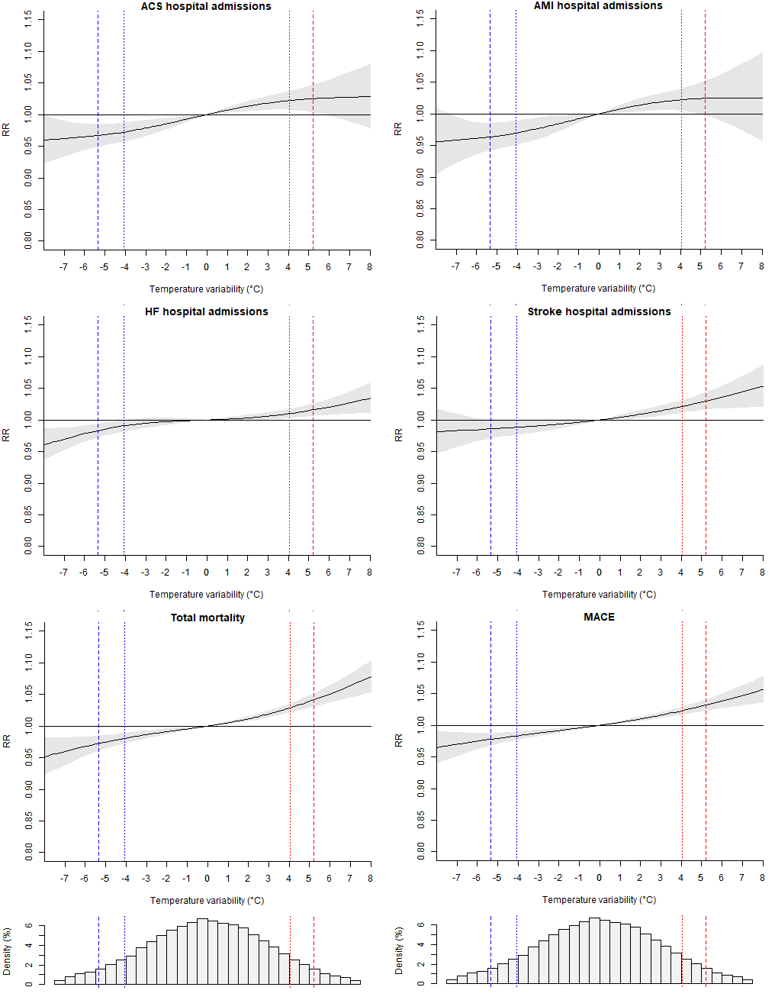 ACS hospital admissions
RR
1.15
1.10
1.05
1.00
0.95
0.90
0.85
0.80
-7 -6 -5 -4 -3 -2 -1 0 1 2 3 4 5 6 7 8
Temperature variability (°C)
AMI hospital admissions
RR
1.15
1.10
1.05
1.00
0.95
0.90
0.85
0.80
-7 -6 -5 -4 -3 -2 -1 0 1 2 3 4 5 6 7 8
Temperature variability (°C)
HF hospital admissions
RR
1.15
1.10
1.05
1.00
0.95
0.90
0.85
0.80
-7 -6 -5 -4 -3 -2 -1 0 1 2 3 4 5 6 7 8
Temperature variability (°C)
Stroke hospital admissions
RR
1.15
1.10
1.05
1.00
0.95
0.90
0.85
0.80
-7 -6 -5 -4 -3 -2 -1 0 1 2 3 4 5 6 7 8
Temperature variability (°C)
Total mortality
RR
1.15
1.10
1.05
1.00
0.95
0.90
0.85
0.80
-7 -6 -5 -4 -3 -2 -1 0 1 2 3 4 5 6 7 8
Temperature variability (°C)
MACE
RR
1.15
1.10
1.05
1.00
0.95
0.90
0.85
0.80
-7 -6 -5 -4 -3 -2 -1 0 1 2 3 4 5 6 7 8
Temperature variability (°C)
Density (%)
6
4
2
0
Density (%)
6
4
2
0